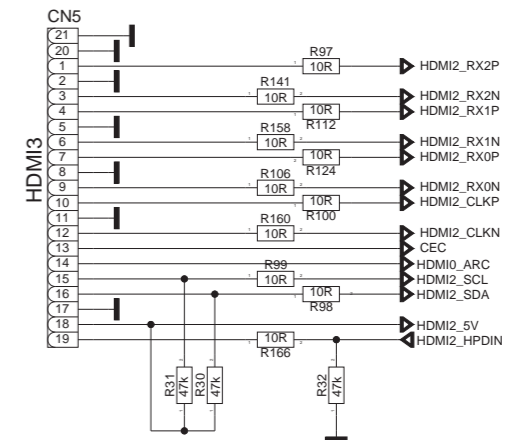 CN5
HDMI3
21
20
R97
1
10R
HDMI2_RX2P
2
R141
3
10R
HDMI2_RX2N
4
10R
HDMI2_RX1P
5
R112
R158
6
10R
HDMI2_RX1N
7
10R
HDMI2_RX0P
8
R124
R106
9
10R
HDMI2_RX0N
10
10R
HDMI2_CLKP
11
R100
R160
12
10R
HDMI2_CLKN
13
CEC
14
HDMI0_ARC
R99
15
10R
HDMI2_SCL
16
10R
HDMI2_SDA
17
R98
18
HDMI2_5V
19
10R
HDMI2_HPDIN
R166
R31
47k
R30
47k
R32
47k